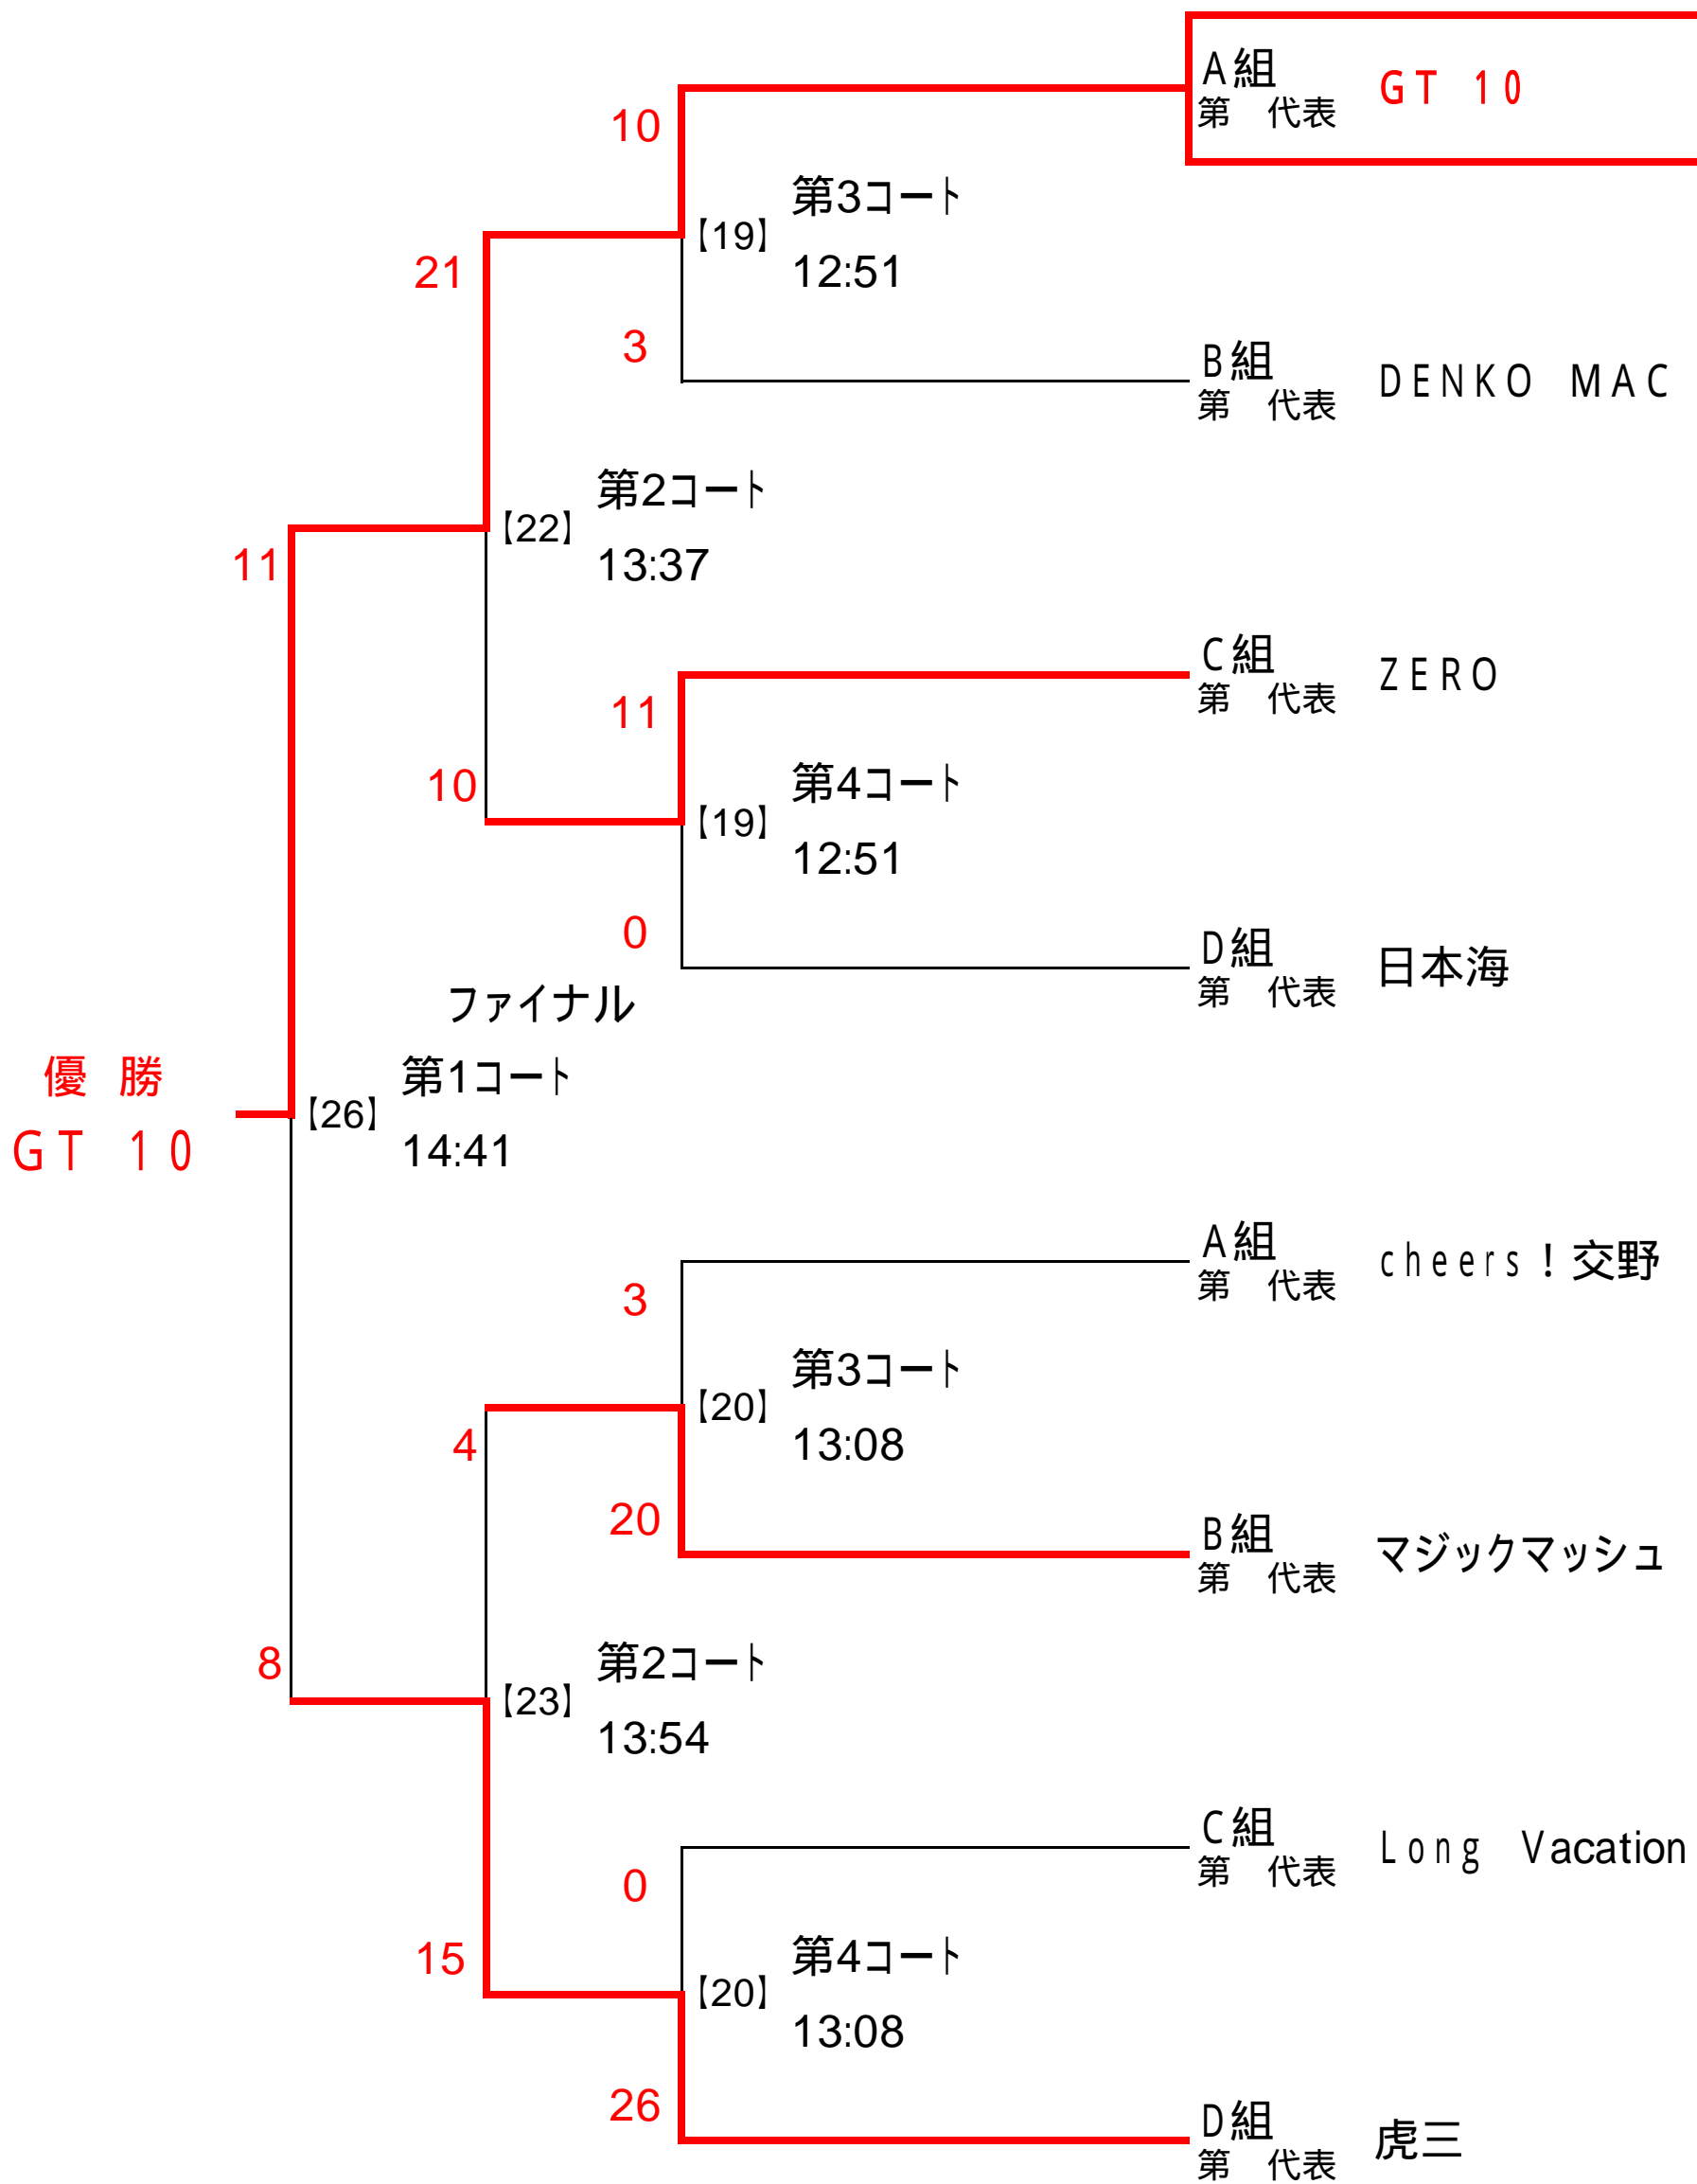 A組
第　代表
GT 10
10
第3コート
【19】
12:51
21
3
B組
第　代表
DENKO MAC
第2コート
【22】
13:37
11
C組
第　代表
ZERO
11
第4コート
【19】
12:51
10
0
D組
第　代表
日本海
ファイナル
第1コート
【26】
14:41
優 勝
GT 10
A組
第　代表
cheers！交野
3
第3コート
【20】
13:08
4
20
B組
第　代表
マジックマッシュ
第2コート
【23】
13:54
8
C組
第　代表
Long Vacation
0
第4コート
【20】
13:08
15
26
D組
第　代表
虎三